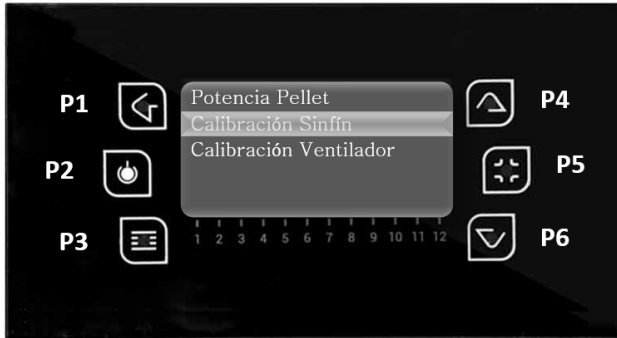 Potencia Pellet
P1
P4
Calibración Sinfín
Calibración Ventilador
P2
P5
1 2 3 4 5 6 7 8 9 10 11 12
P3
P6